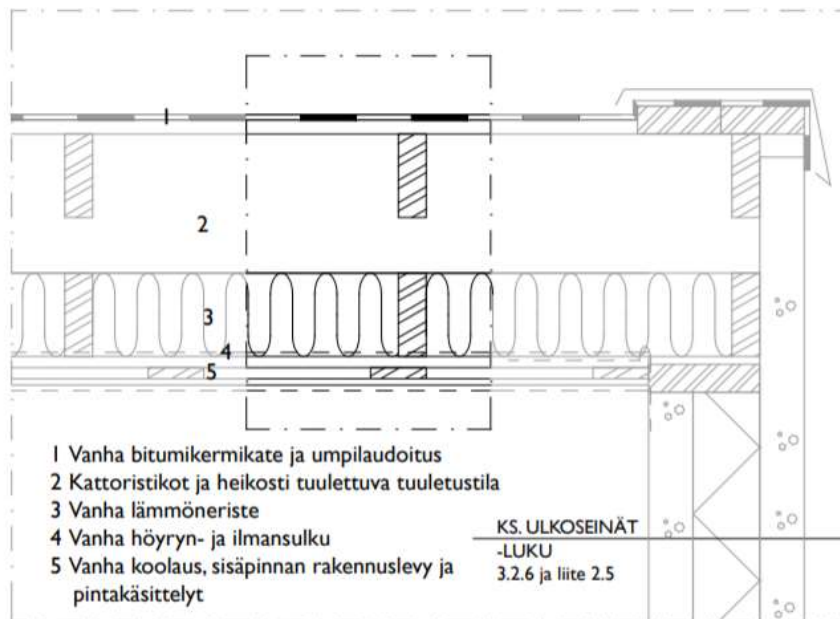 1
2
3
4
5
1 Vanha bitumikermikate ja umpilaudoitus
2 Kattoristikot ja heikosti tuulettuva tuuletustila
3 Vanha lämmöneriste
4 Vanha höyryn- ja ilmansulku
5 Vanha koolaus, sisäpinnan rakennuslevy ja
pintakäsittelyt
KS. ULKOSEINÄT
-LUKU
3.2.6 ja liite 2.5